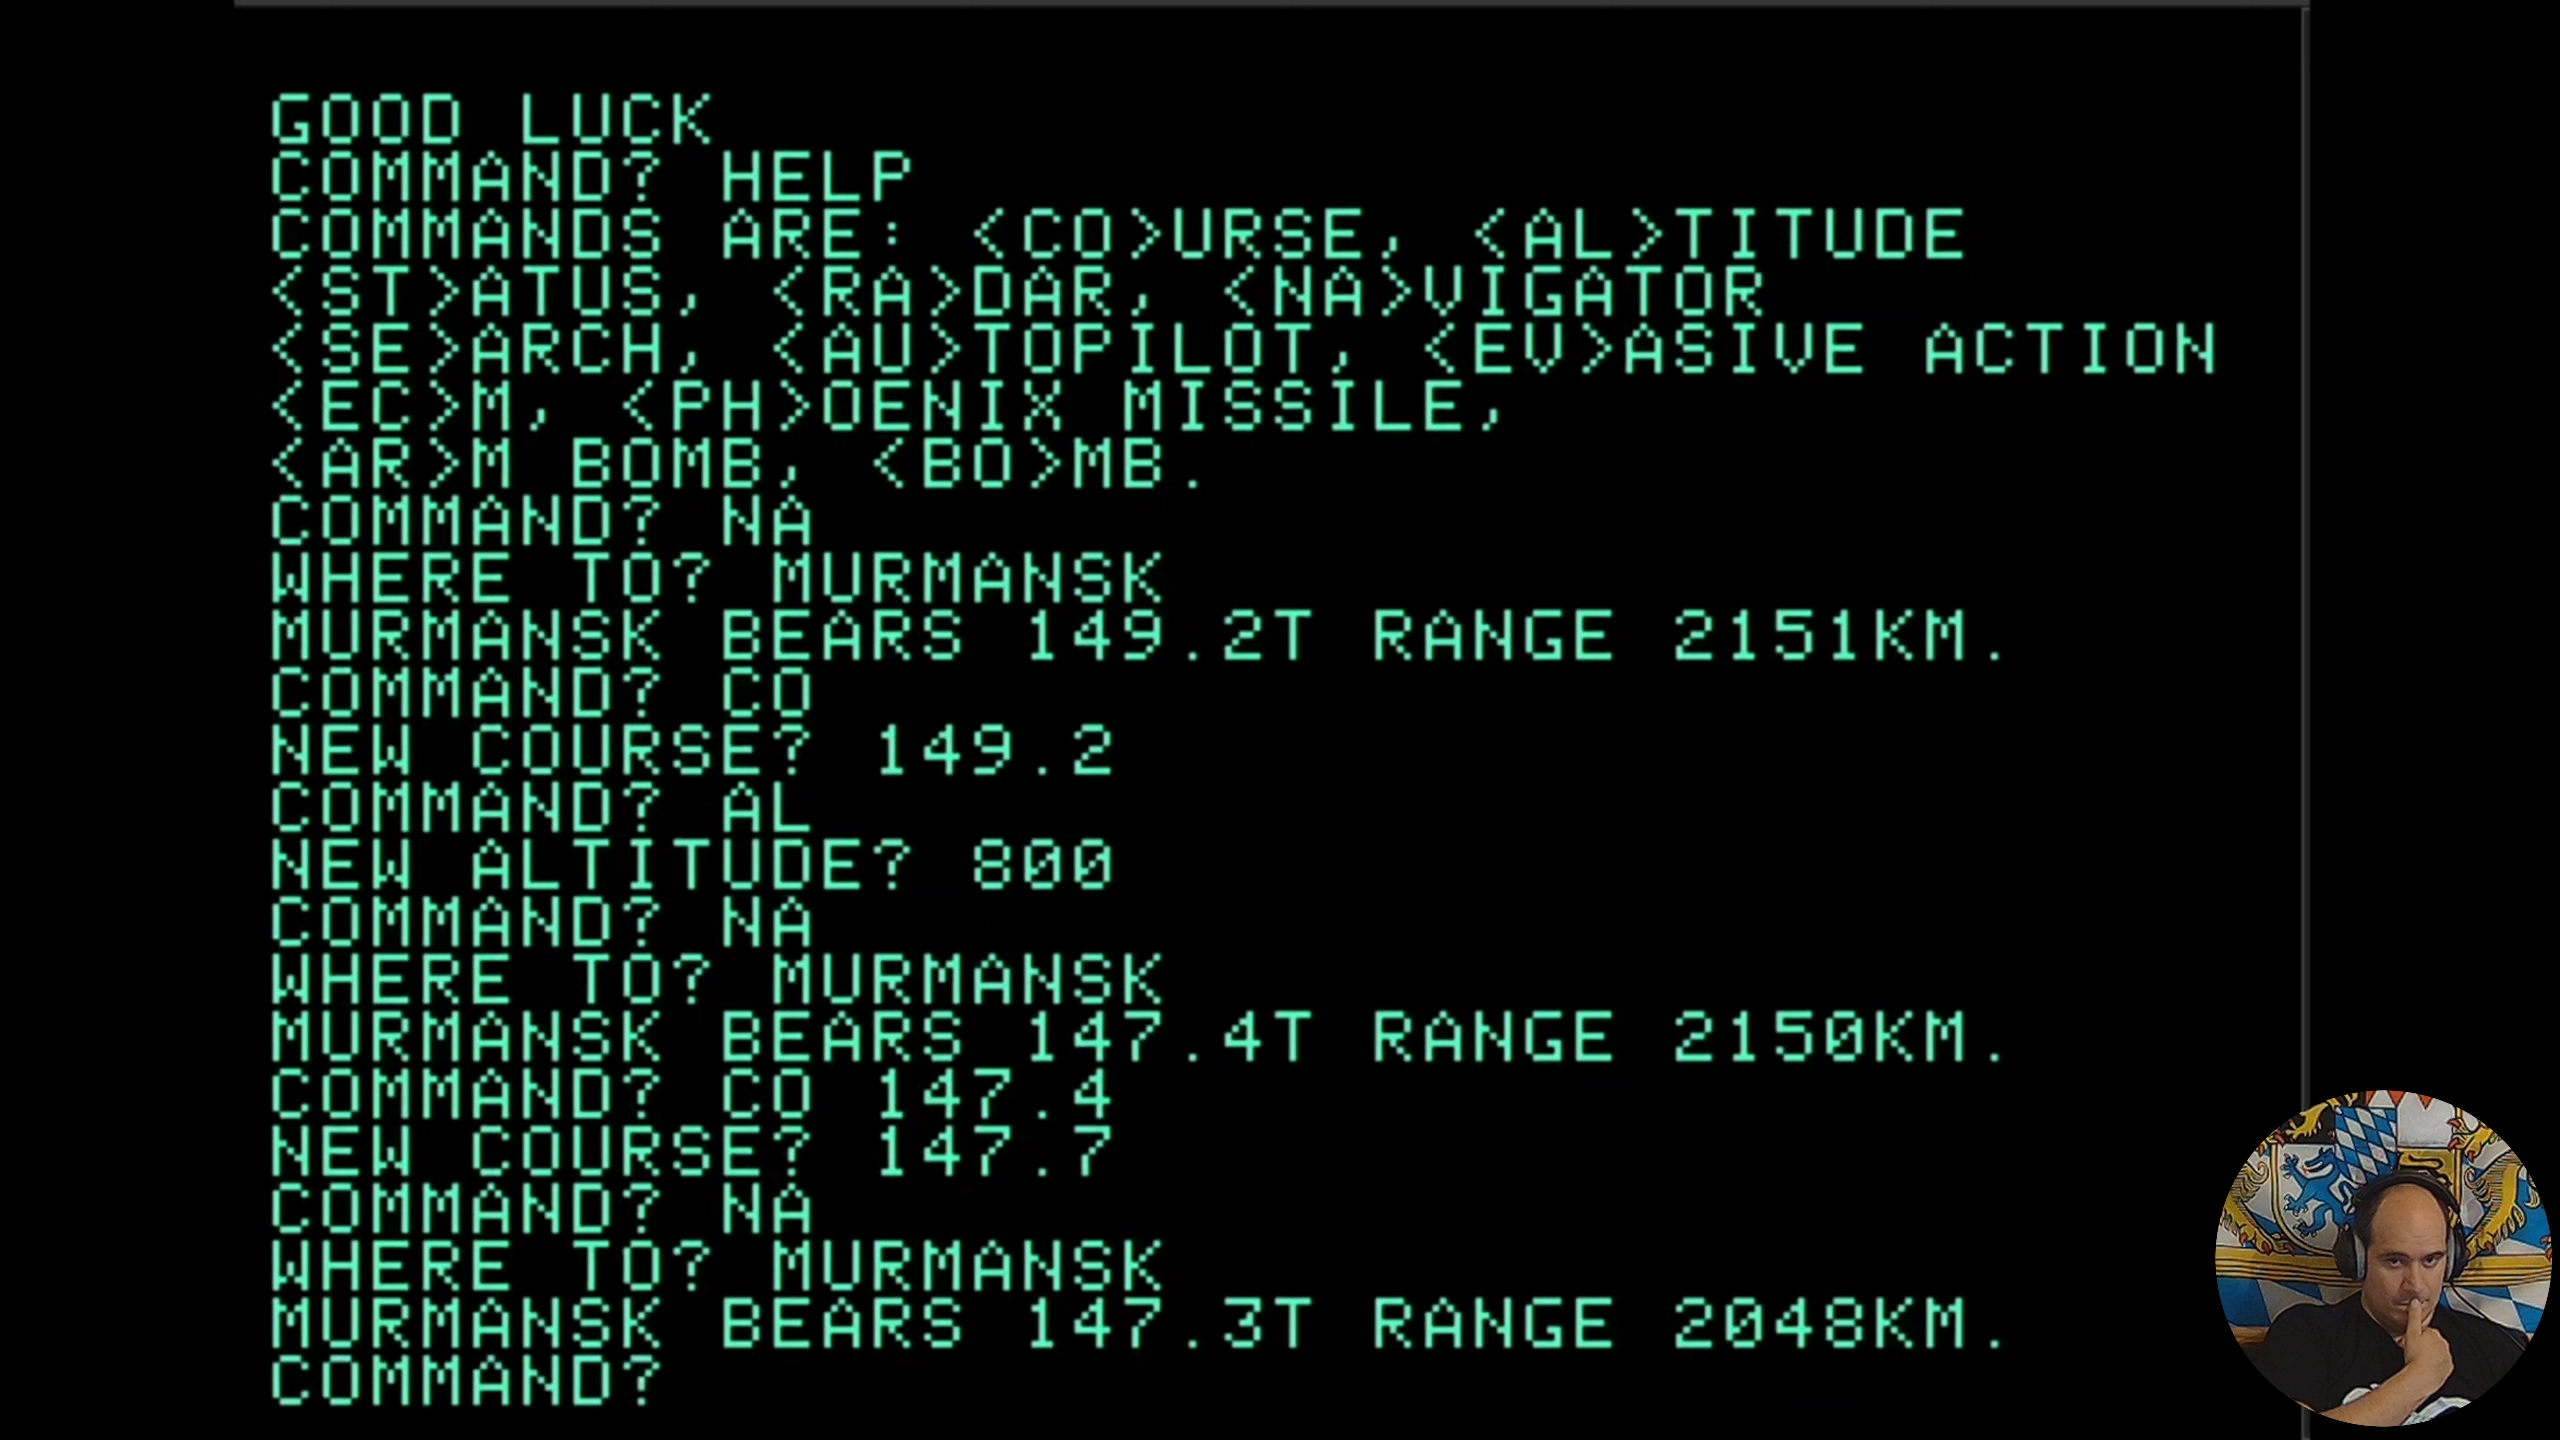 GOOD LUCK
COMMAND? HELP
COMMANDS ARE: <CO>URSE, <AL>TITUDE
<ST>ATUS, <RA>DAR, <NA>VIGATOR
<SE>ARCH, <AU>TOPILOT, <EV>ASIVE ACTION
<EC>M, <PH>OENIX MISSILE,
<AR>M BOMB, <BO>MB.
COMMAND? NA
WHERE TO? MURMANSK
MURMANSK BEARS 149.2T RANGE 2151KM.
COMMAND? CO
NEW COURSE? 149.2
COMMAND? AL
NEW ALTITUDE? 800
COMMAND? NA
WHERE TO? MURMANSK
MURMANSK BEARS 147.4T RANGE 2150KM.
COMMAND? CO 147.4
NEW COURSE? 147.7
COMMAND? NA
WHERE TO? MURMANSK
MURMANSK BEARS 147.3T RANGE 2048KM.
COMMAND?